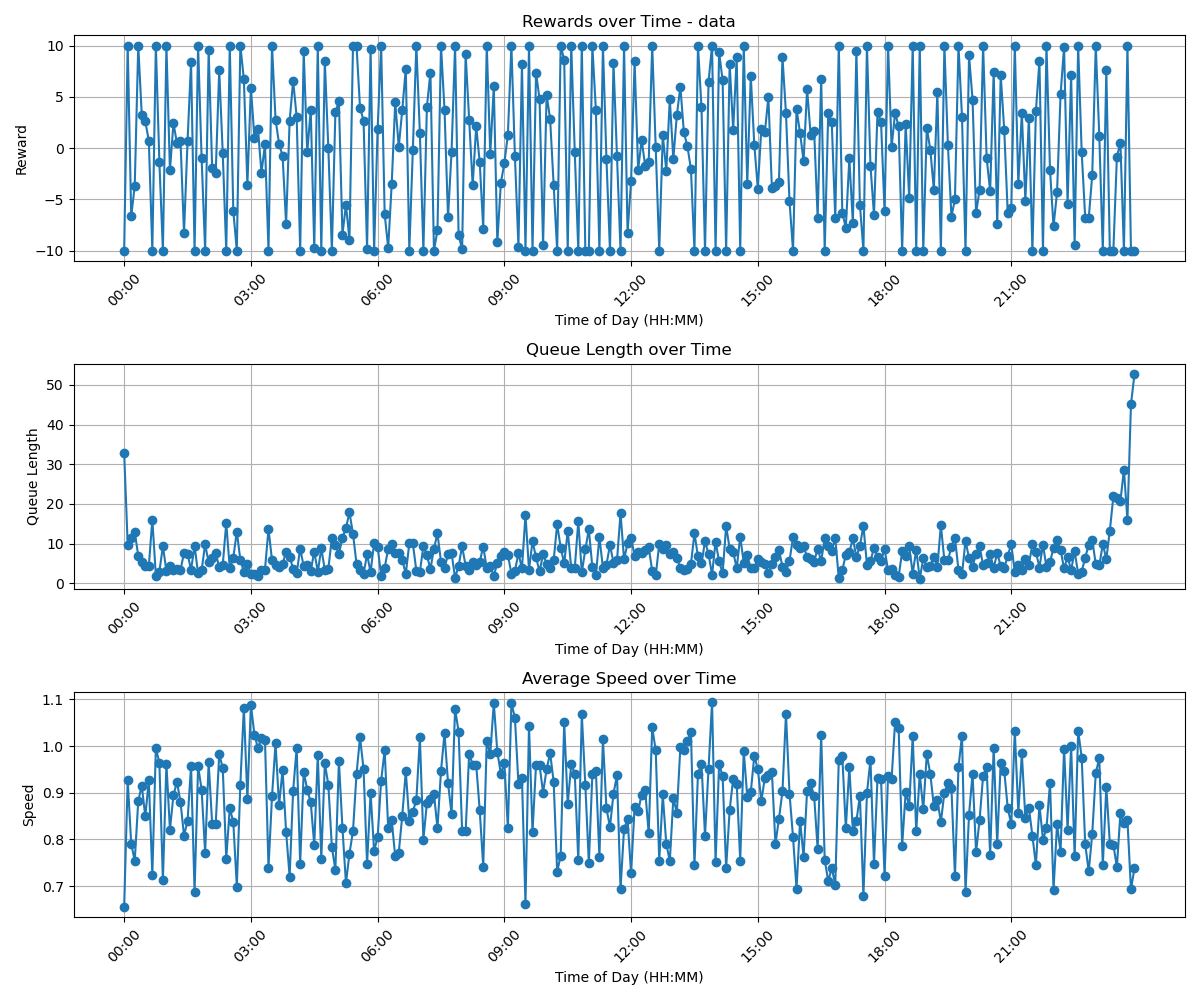 Rewards over Time - data
Reward
10
5
0
−5
−10
00:00 03:00 06:00 09:00 12:00 15:00 18:00 21:00
Time of Day (HH:MM)
Queue Length over Time
Queue Length
50
40
30
20
10
0
00:00 03:00 06:00 09:00 12:00 15:00 18:00 21:00
Time of Day (HH:MM)
Average Speed over Time
Speed
1.1
1.0
0.9
0.8
0.7
00:00 03:00 06:00 09:00 12:00 15:00 18:00 21:00
Time of Day (HH:MM)